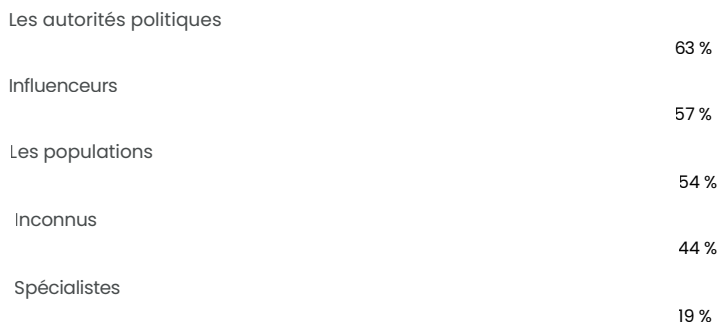 Les autorités politiques
63 %
Influenceurs
57 %
Les populations
54 %
Inconnus
44 %
Spécialistes
19 %